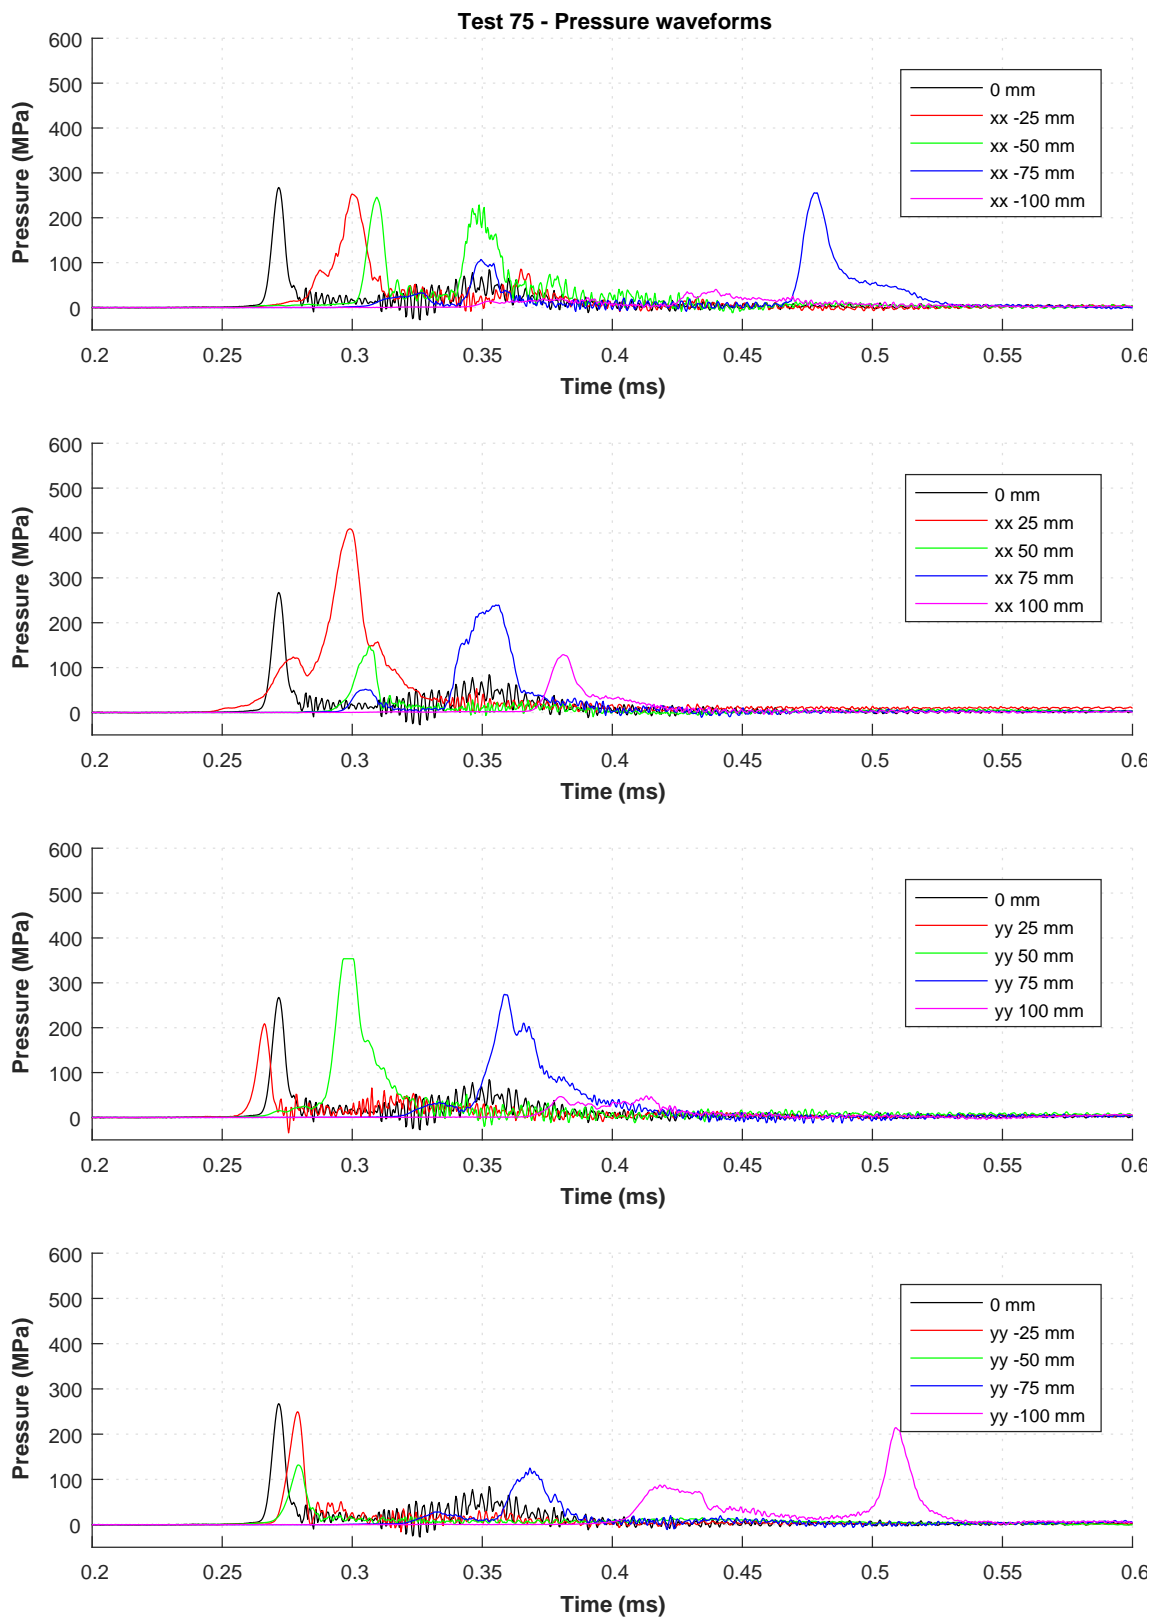 Test 75 - Pressure waveforms
600
500
400
300
200
100
0
Pressure (MPa)
0 mm
xx -25 mm
xx -50 mm
xx -75 mm
xx -100 mm
0.2 0.25 0.3 0.35 0.4 0.45 0.5 0.55 0.6
Time (ms)
600
500
400
300
200
100
0
Pressure (MPa)
0 mm
xx 25 mm
xx 50 mm
xx 75 mm
xx 100 mm
0.2 0.25 0.3 0.35 0.4 0.45 0.5 0.55 0.6
Time (ms)
600
500
400
300
200
100
0
Pressure (MPa)
0 mm
yy 25 mm
yy 50 mm
yy 75 mm
yy 100 mm
0.2 0.25 0.3 0.35 0.4 0.45 0.5 0.55 0.6
Time (ms)
600
500
400
300
200
100
0
Pressure (MPa)
0 mm
yy -25 mm
yy -50 mm
yy -75 mm
yy -100 mm
0.2 0.25 0.3 0.35 0.4 0.45 0.5 0.55 0.6
Time (ms)